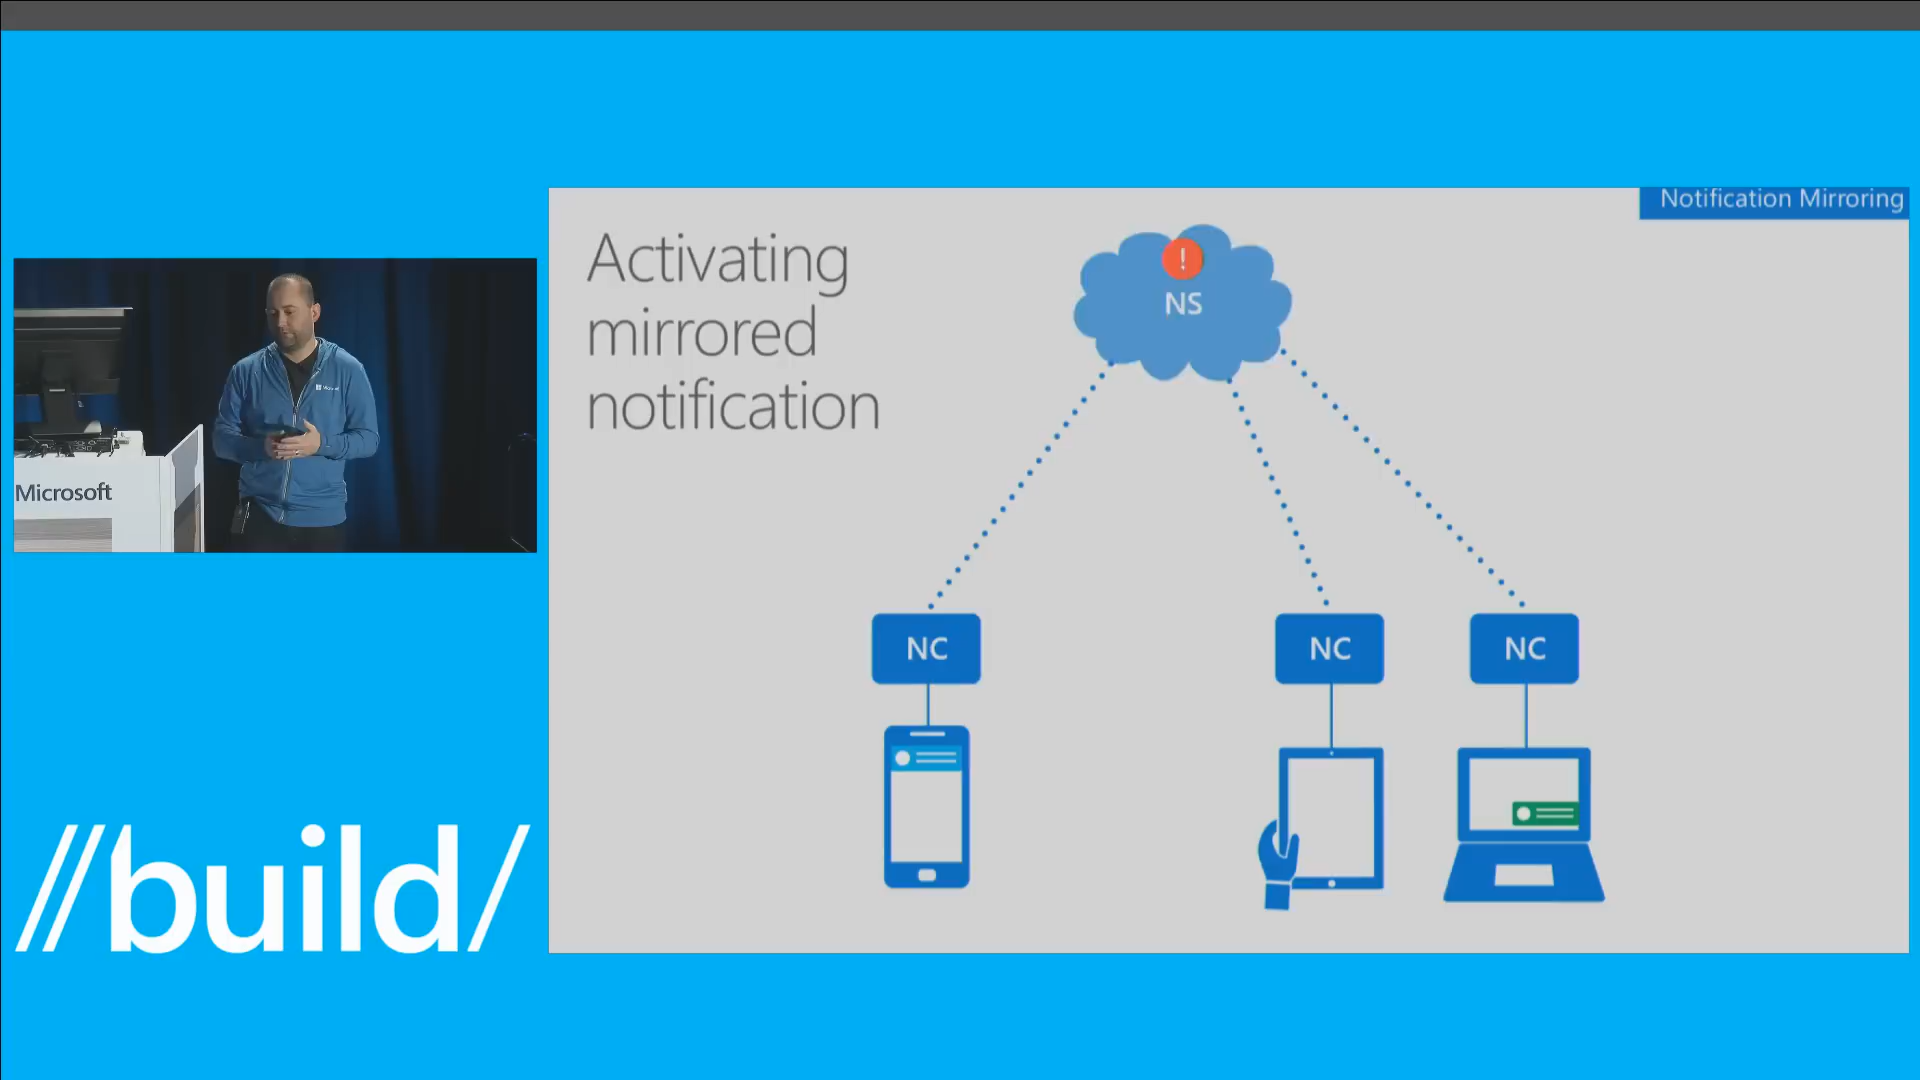 Notification Mirroring
Activating
mirrored
notification
!
NS
NC
NC
NC
Microsoft
//build/